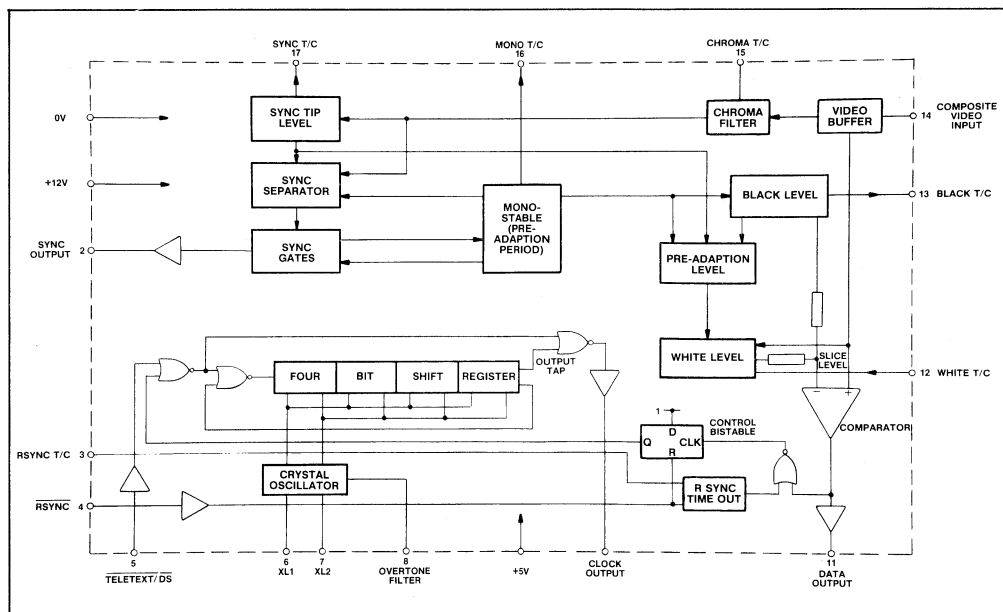 SYNC T/C
17
MONO T/C
16
CHROMA T/C
15
0V
SYNC TIP
LEVEL
CHROMA
FILTER
VIDEO
BUFFER
14
COMPOSITE
VIDEO
INPUT
+12V
SYNC
SEPARATOR
MONO-
STABLE
(PRE-
ADAPTION
PERIOD)
BLACK LEVEL
13 BLACK T/C
SYNC
OUTPUT
2
SYNC
GATES
PRE-ADAPTION
LEVEL
WHITE LEVEL
SLICE
LEVEL
12 WHITE T/C
FOUR
BIT
SHIFT
REGISTER
OUTPUT
TAP
− +
COMPARATOR
1
CONTROL
BISTABLE
D
Q CLK
R
RSYNC T/C 3
CRYSTAL
OSCILLATOR
R SYNC
TIME OUT
RSYNC
4
5
TELETEXT/DS
6
XL1
7
XL2
8
OVERTONE
FILTER
+5V
CLOCK
OUTPUT
11
DATA
OUTPUT